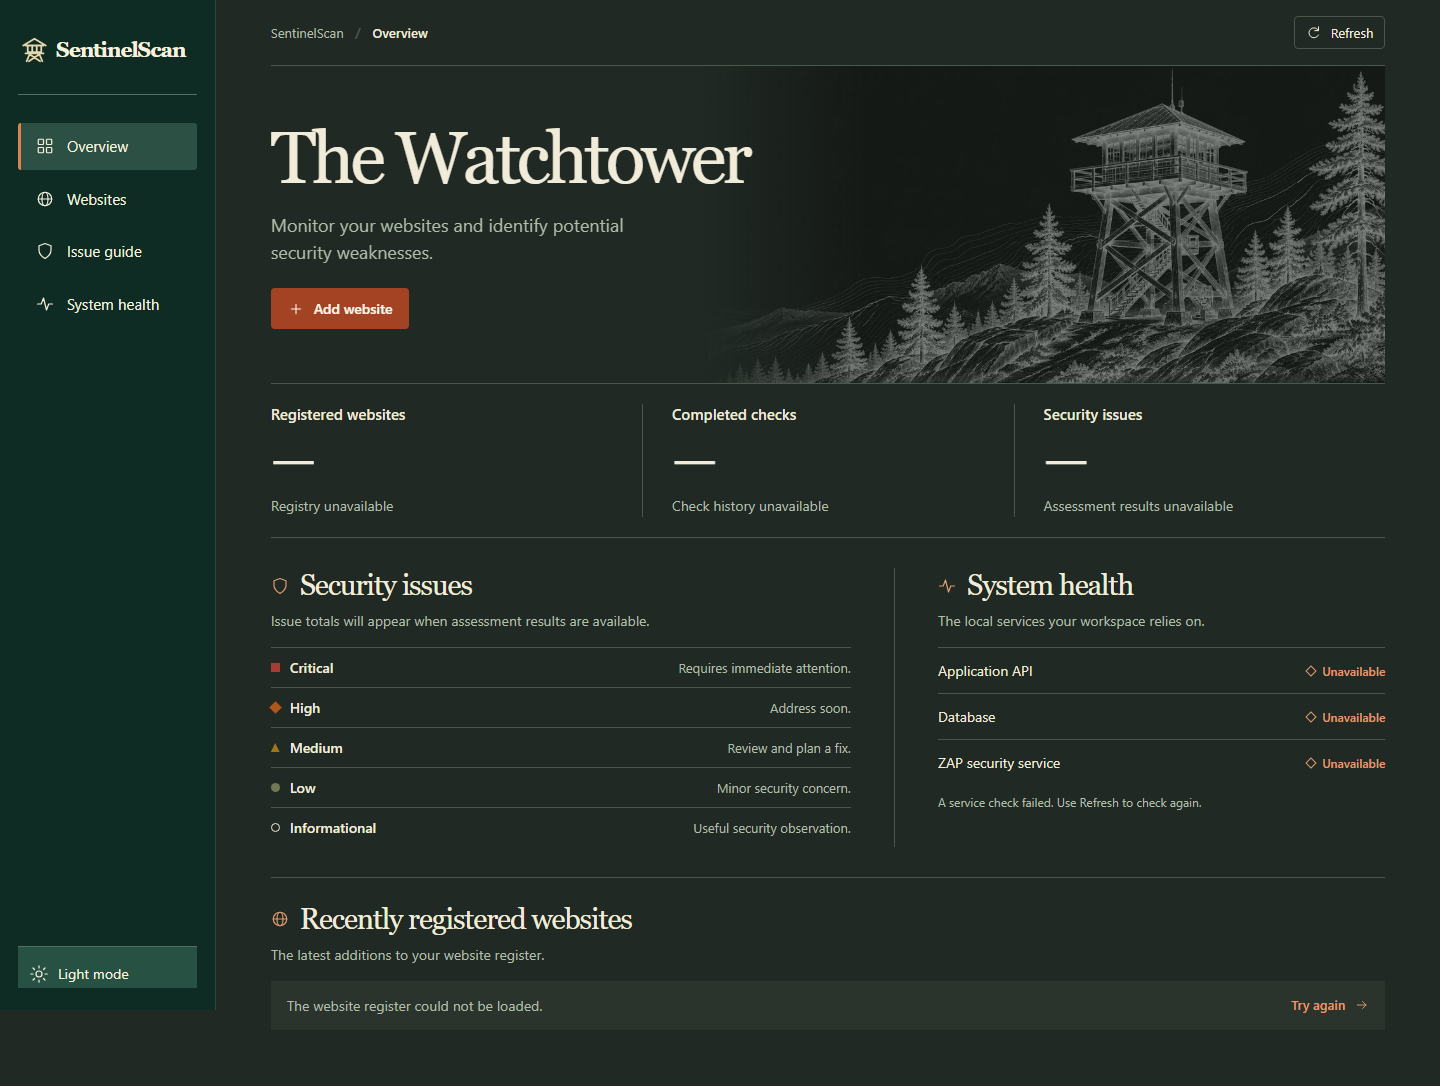 SentinelScan
Overview
Websites
Issue guide
System health
Light mode
SentinelScan / Overview
Refresh
The Watchtower
Monitor your websites and identify potential
security weaknesses.
+ Add website
Registered websites
—
Registry unavailable
Completed checks
—
Check history unavailable
Security issues
—
Assessment results unavailable
Security issues
Issue totals will appear when assessment results are available.
Critical Requires immediate attention.
High Address soon.
Medium Review and plan a fix.
Low Minor security concern.
Informational Useful security observation.
System health
The local services your workspace relies on.
Application API Unavailable
Database Unavailable
ZAP security service Unavailable
A service check failed. Use Refresh to check again.
Recently registered websites
The latest additions to your website register.
The website register could not be loaded. Try again →